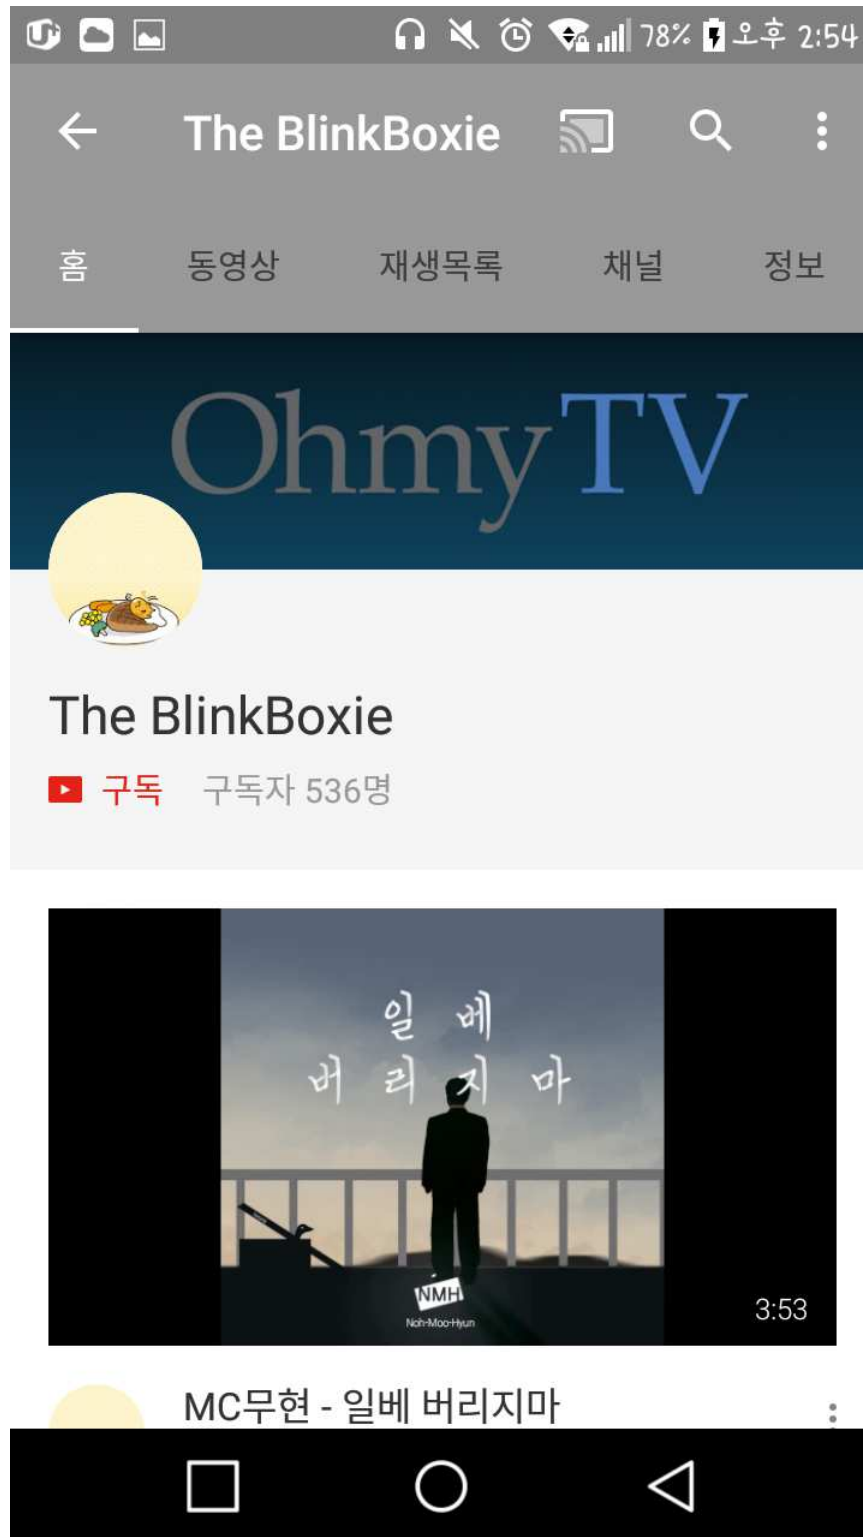 78% 오후 2:54
The BlinkBoxie
홈 동영상 재생목록 채널 정보
OhmyTV
The BlinkBoxie
구독 구독자 536명
일 베
버 리 지 마
NMH
Noh-Moo-Hyun
3:53
MC무현 - 일베 버리지마